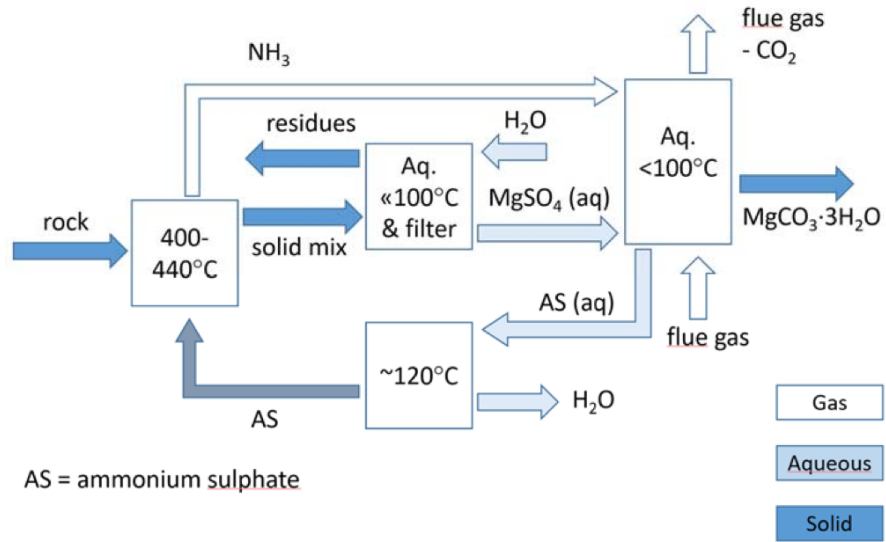 flue gas
- CO₂
NH₃
residues
H₂O
Aq.
«100°C
& filter
Aq.
<100°C
MgSO₄ (aq)
MgCO₃·3H₂O
rock
400-
440°C
solid mix
AS (aq)
flue gas
~120°C
H₂O
AS
Gas
Aqueous
Solid
AS = ammonium sulphate